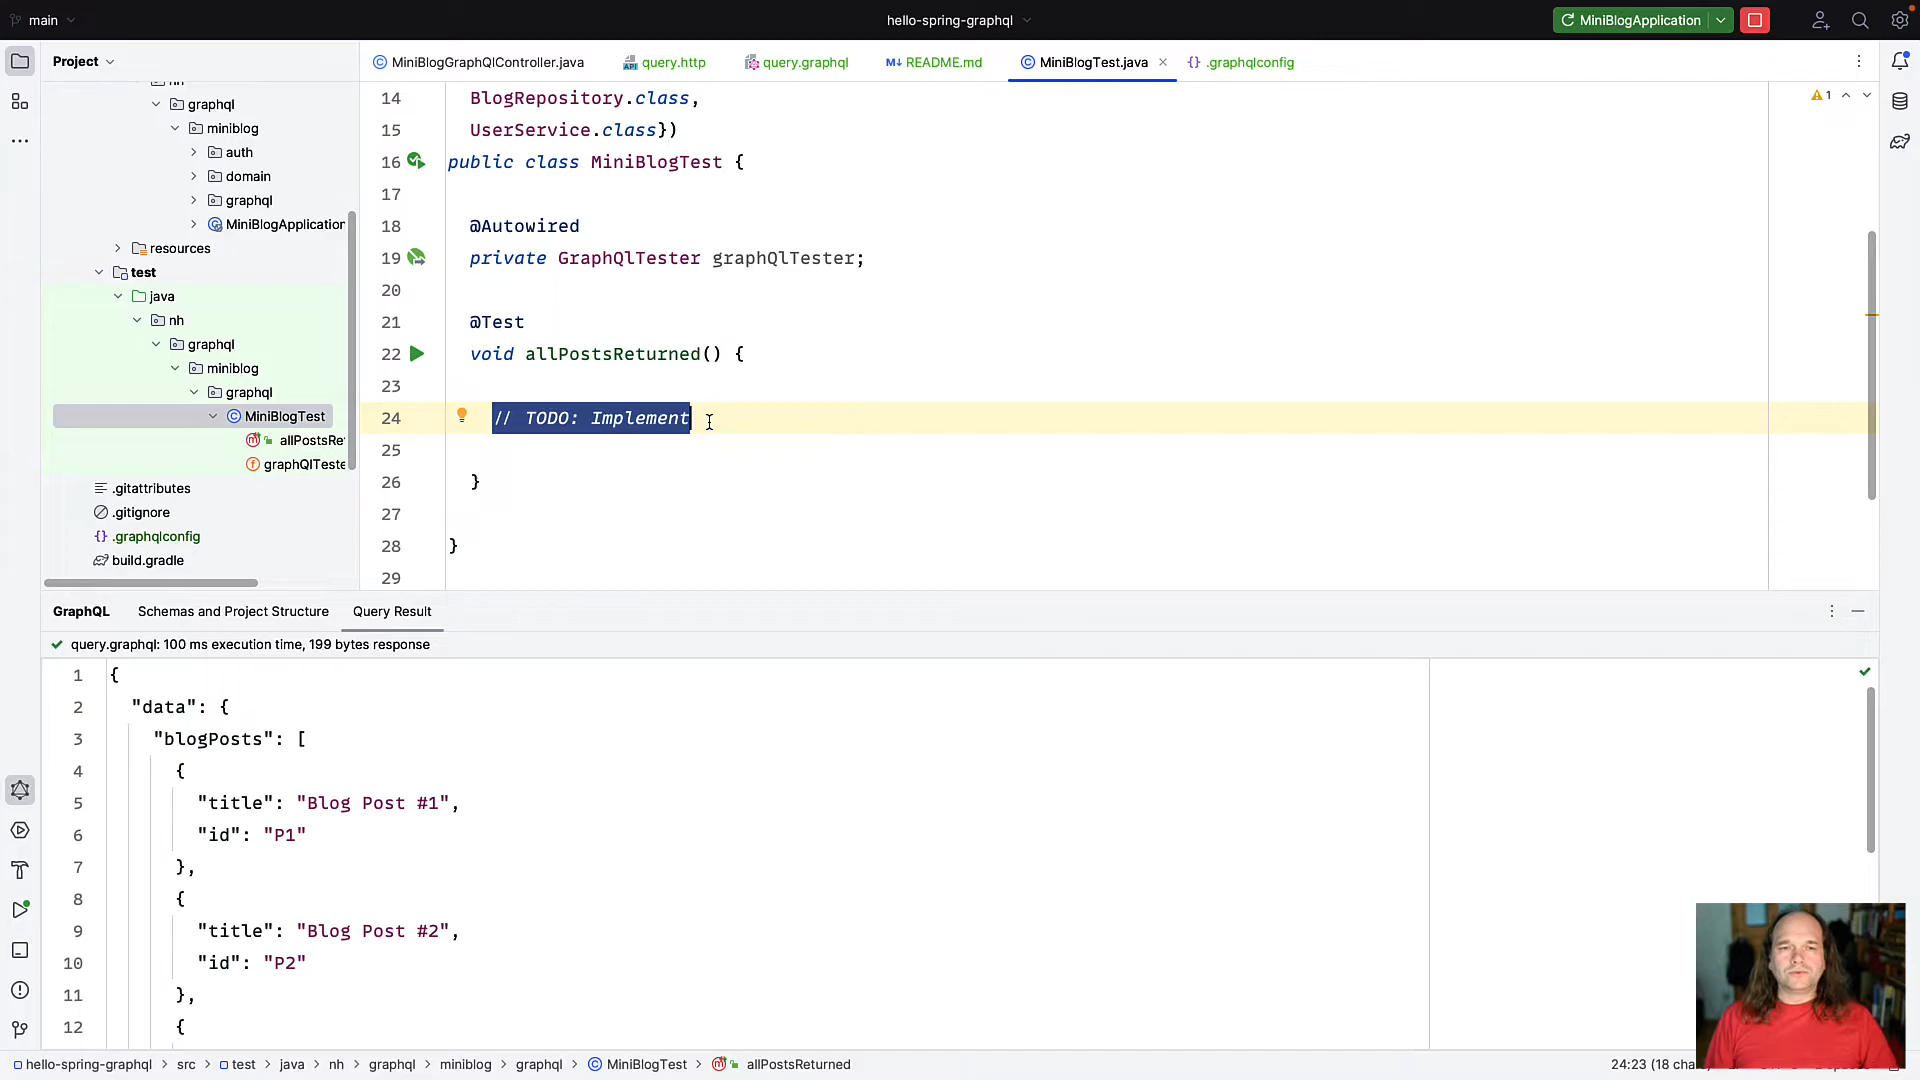 main
hello-spring-graphql
MiniBlogApplication
Project
MiniBlogGraphQlController.java
query.http
query.graphql
README.md
MiniBlogTest.java
.graphqlconfig
graphql
miniblog
auth
domain
graphql
MiniBlogApplication
resources
test
java
nh
graphql
miniblog
graphql
MiniBlogTest
allPostsRe
graphQlTeste
.gitattributes
.gitignore
.graphqlconfig
build.gradle
1
14 BlogRepository.class,
15 UserService.class})
16 public class MiniBlogTest {
17
18 @Autowired
19 private GraphQlTester graphQlTester;
20
21 @Test
22 void allPostsReturned() {
23
24 // TODO: Implement
25
26 }
27
28 }
29
GraphQL Schemas and Project Structure Query Result
query.graphql: 100 ms execution time, 199 bytes response
1 {
2 "data": {
3 "blogPosts": [
4 {
5 "title": "Blog Post #1",
6 "id": "P1"
7 },
8 {
9 "title": "Blog Post #2",
10 "id": "P2"
11 },
12 {
hello-spring-graphql > src > test > java > nh > graphql > miniblog > graphql > MiniBlogTest > allPostsReturned
24:23 (18 cha